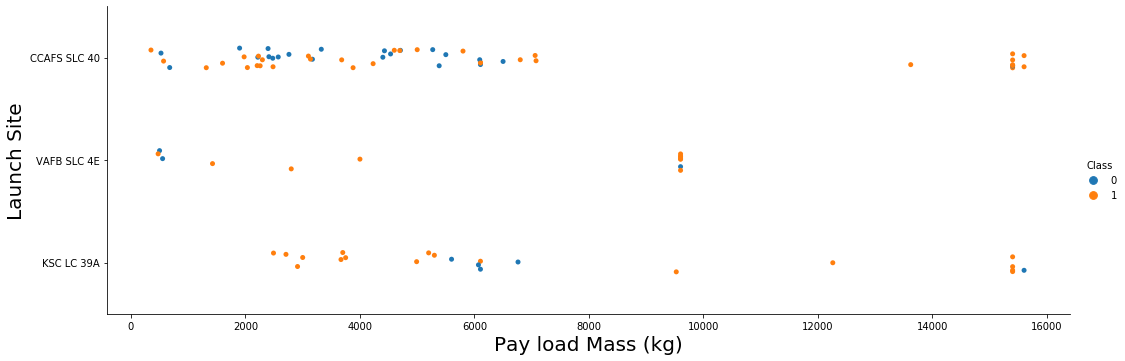 Launch Site
CCAFS SLC 40
VAFB SLC 4E
KSC LC 39A
0 2000 4000 6000 8000 10000 12000 14000 16000
Pay load Mass (kg)
Class
0
1